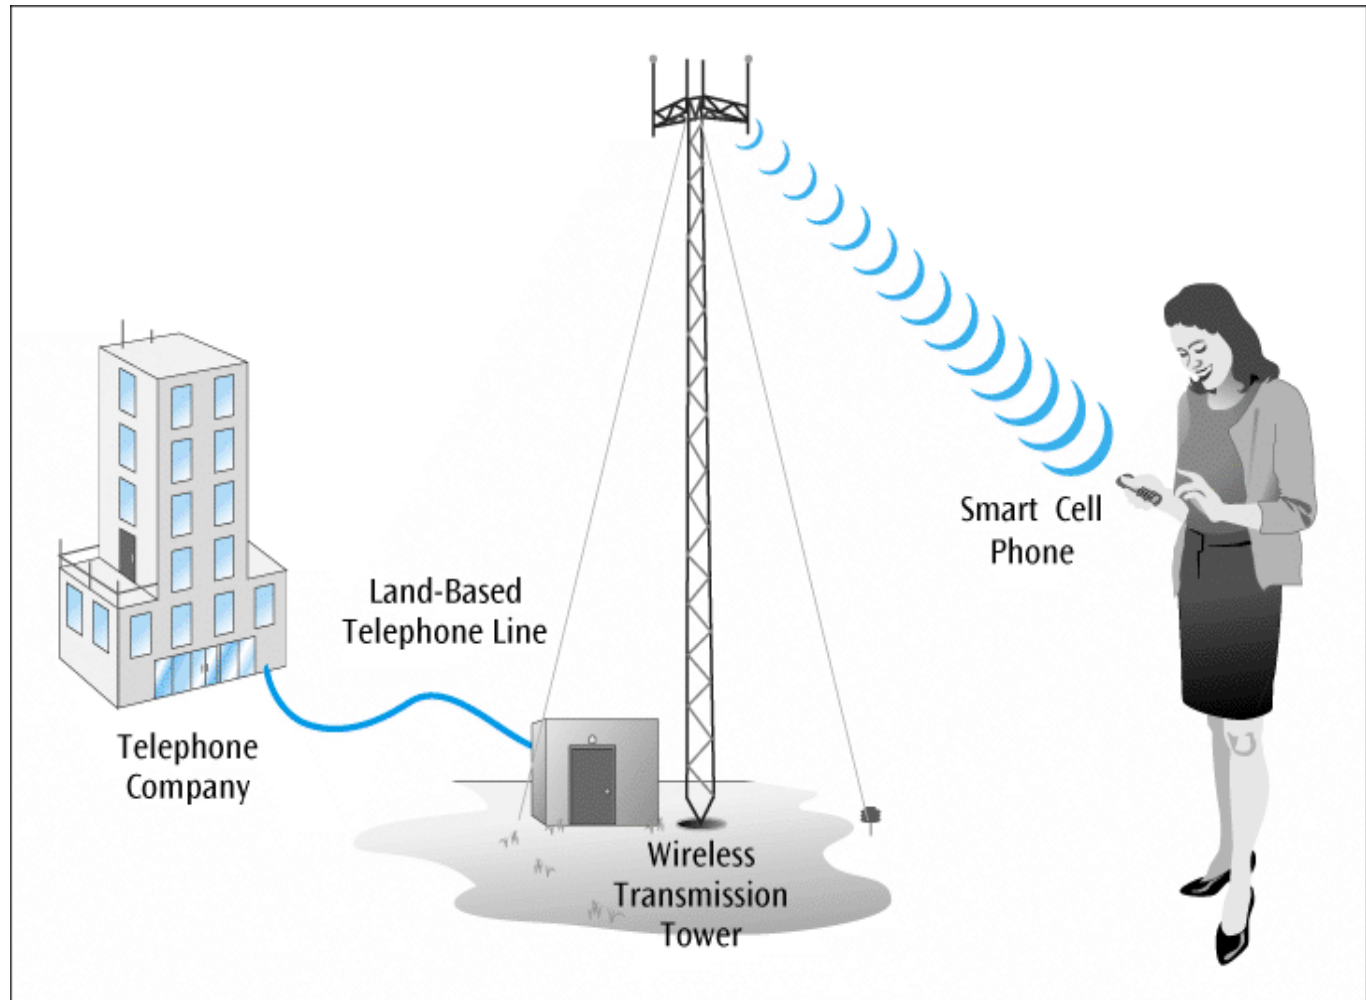 Smart Cell
Phone
Land-Based
Telephone Line
Telephone
Company
Wireless
Transmission
Tower